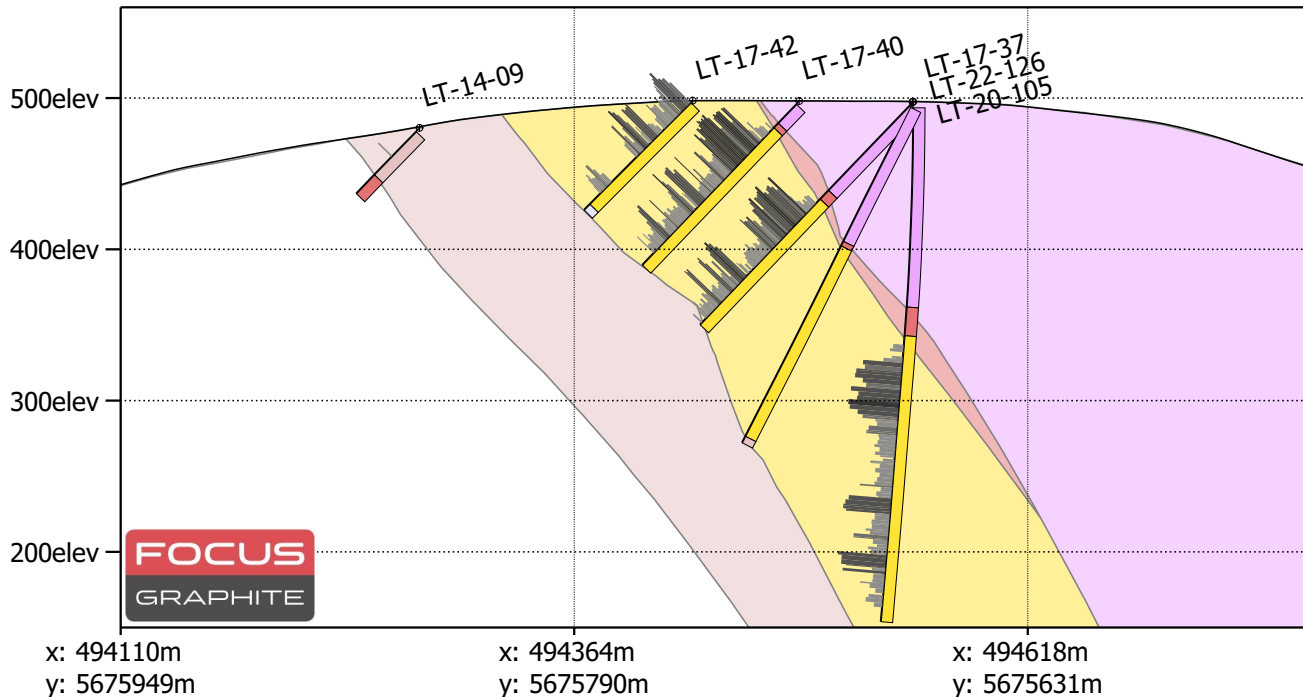 LT-14-09
LT-17-42
LT-17-40
LT-17-37
LT-22-126
LT-20-105
500elev
400elev
300elev
200elev
FOCUS
GRAPHITE
x: 494110m
y: 5675949m
x: 494364m
y: 5675790m
x: 494618m
y: 5675631m